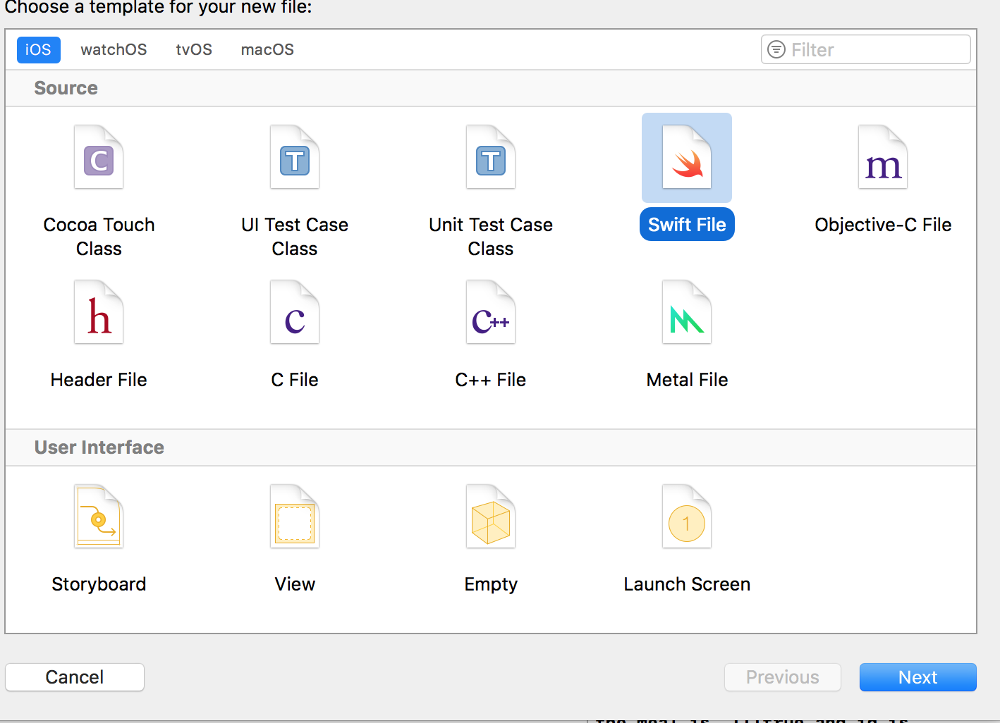 Choose a template for your new file:
iOS watchOS tvOS macOS Filter
Source
C T T m
Cocoa Touch Class
UI Test Case Class
Unit Test Case Class
Swift File
Objective-C File
h c C++
Header File
C File
C++ File
Metal File
User Interface
1
Storyboard
View
Empty
Launch Screen
Cancel Previous Next